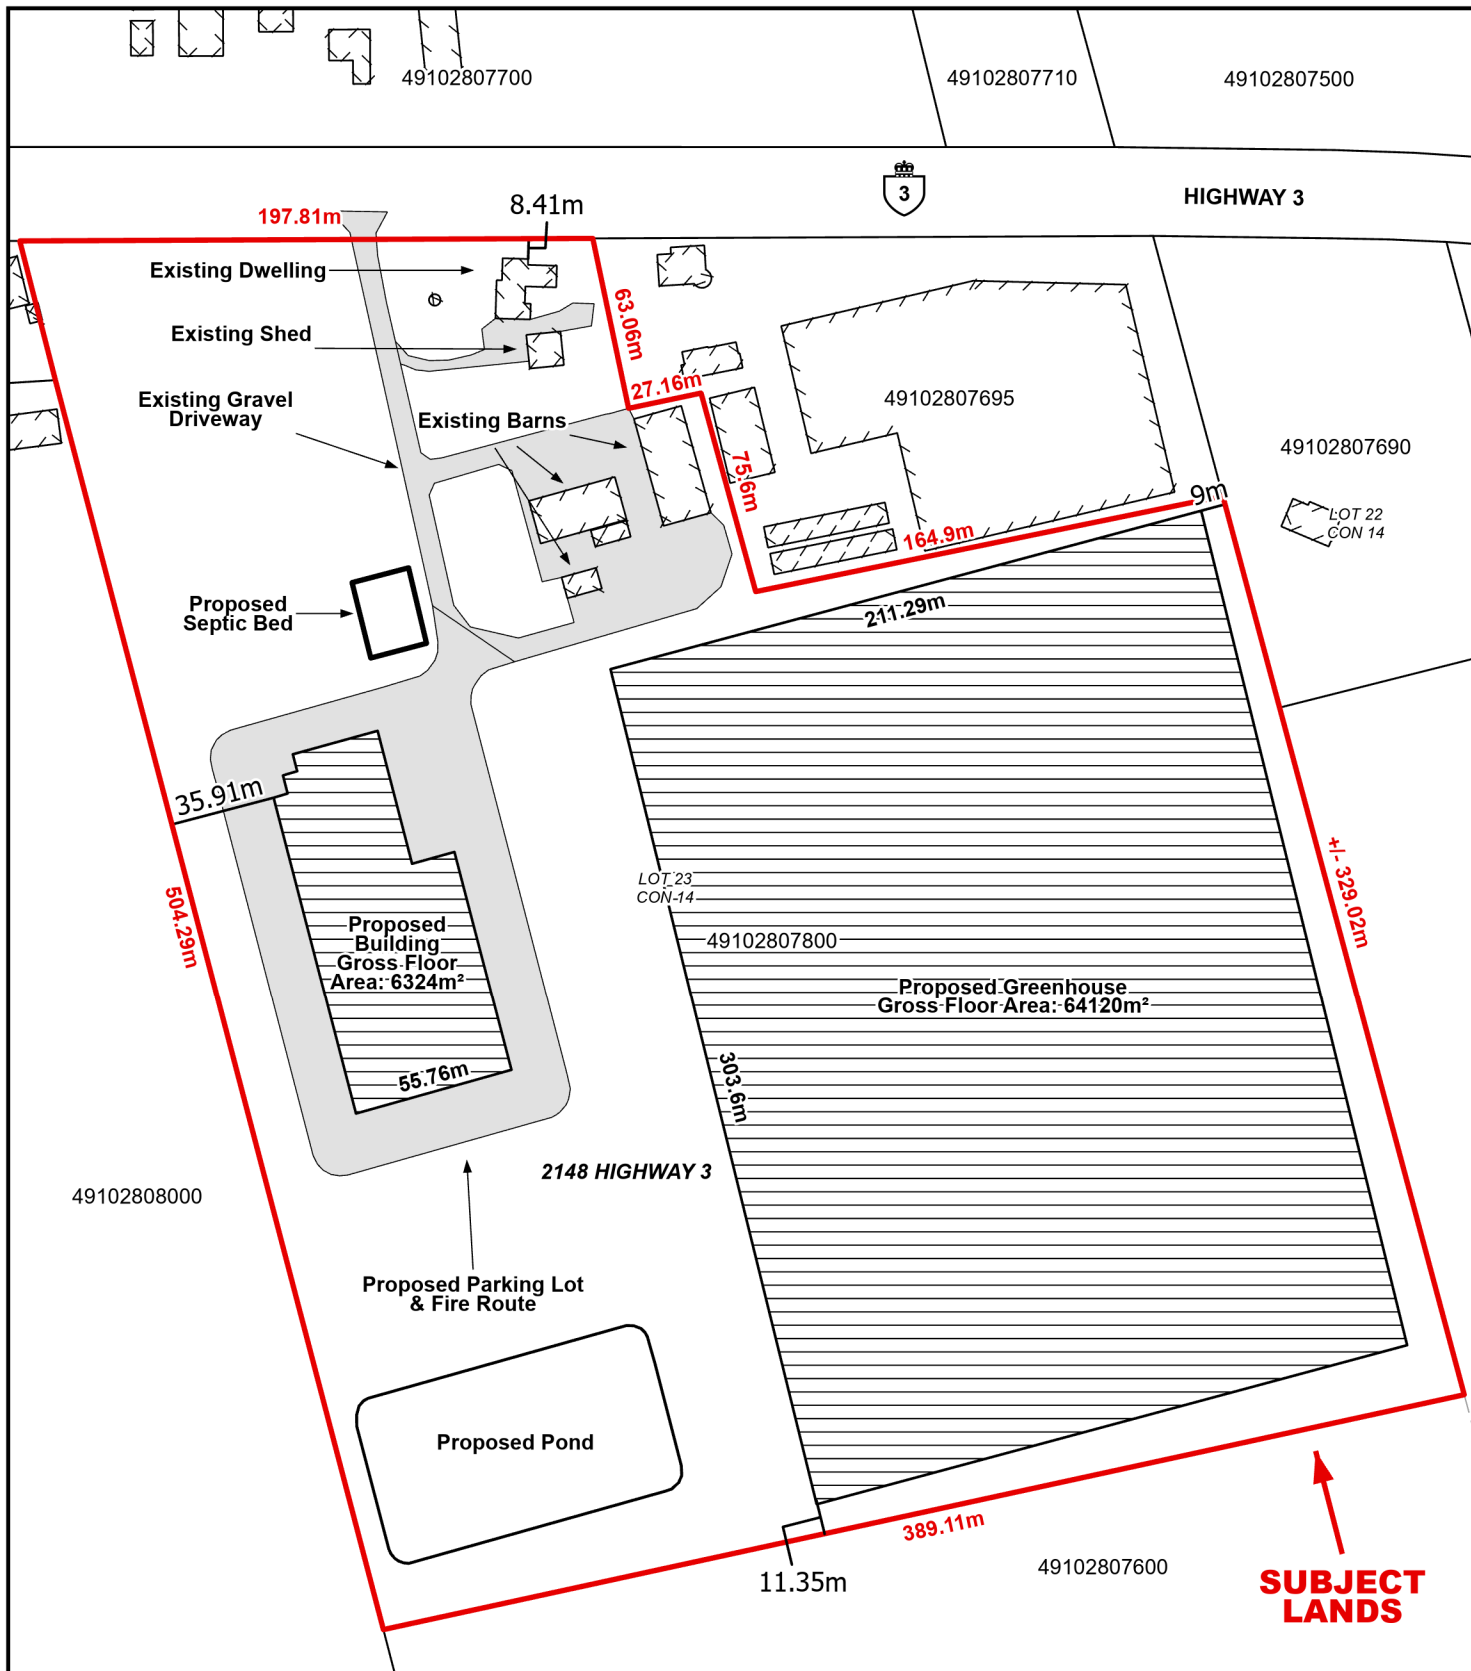 49102807700
49102807710
49102807500
3
HIGHWAY 3
197.81m
8.41m
Existing Dwelling
63.06m
Existing Shed
27.16m
Existing Gravel
Driveway
Existing Barns
49102807695
49102807690
75.6m
9m
LOT 22
CON 14
164.9m
Proposed
Septic Bed
211.29m
35.91m
504.29m
+/- 329.02m
LOT 23
CON 14
49102807800
Proposed
Building
Gross Floor
Area: 6324m²
Proposed Greenhouse
Gross Floor Area: 64120m²
55.76m
303.6m
2148 HIGHWAY 3
49102808000
Proposed Parking Lot
& Fire Route
Proposed Pond
389.11m
11.35m
49102807600
SUBJECT
LANDS